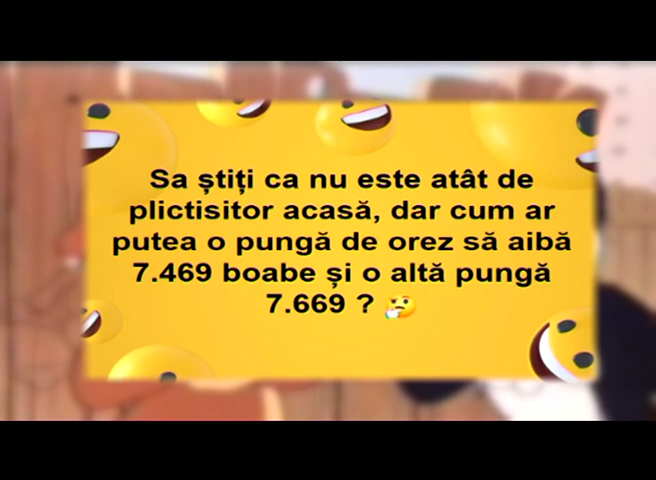 Sa știți ca nu este atât de
plictisitor acasă, dar cum ar
putea o pungă de orez să aibă
7.469 boabe și o altă pungă
7.669 ? 🤔